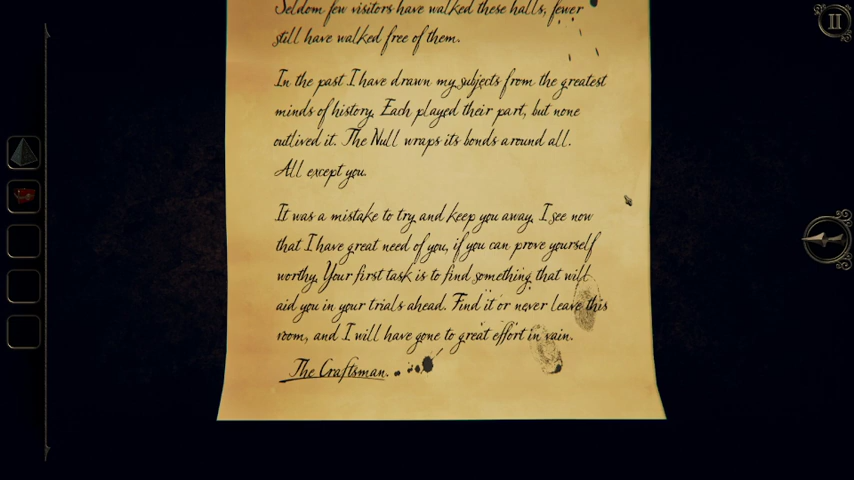 Seldom few visitors have walked these halls, fewer
still have walked free of them.
In the past I have drawn my subjects from the greatest
minds of history. Each played their part, but none
outlived it. The Null wraps its bonds around all.
All except you.
It was a mistake to try and keep you away. I see now
that I have great need of you, if you can prove yourself
worthy. Your first task is to find something that will
aid you in your trials ahead. Find it or never leave this
room, and I will have gone to great effort in vain.
The Craftsman.